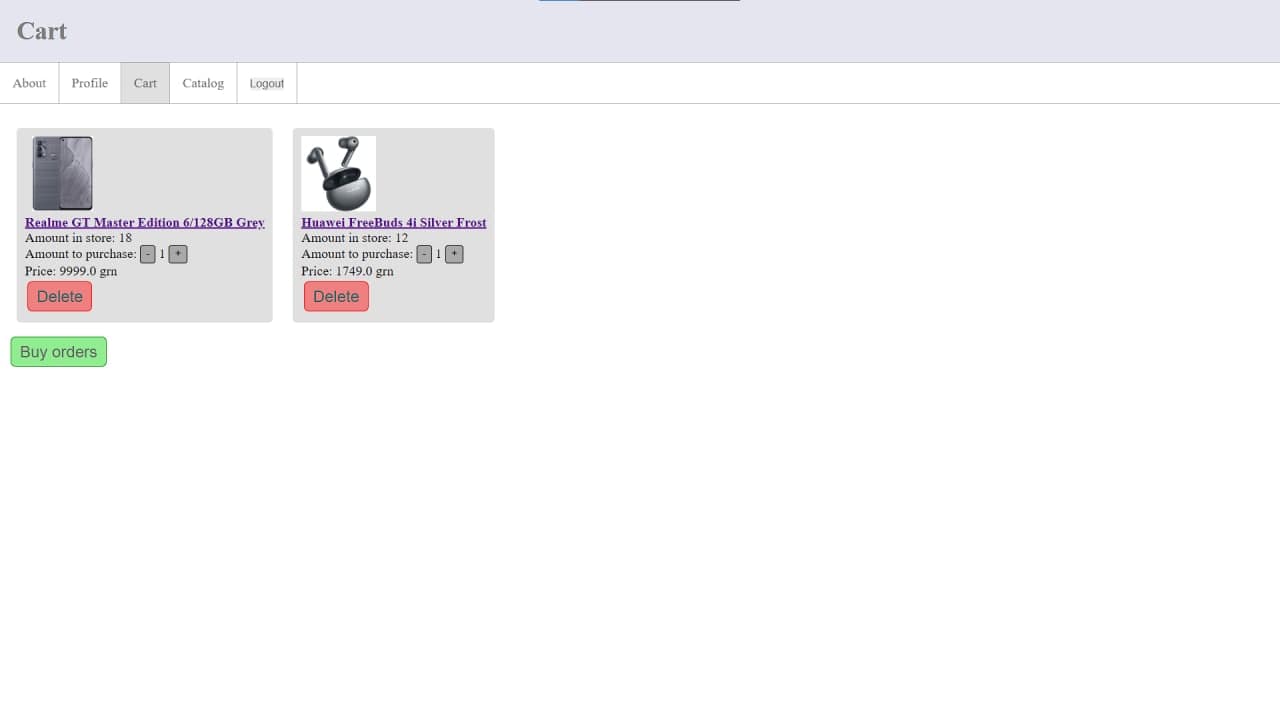 Cart
About Profile Cart Catalog Logout
Realme GT Master Edition 6/128GB Grey
Amount in store: 18
Amount to purchase: - 1 +
Price: 9999.0 grn
Delete
Huawei FreeBuds 4i Silver Frost
Amount in store: 12
Amount to purchase: - 1 +
Price: 1749.0 grn
Delete
Buy orders